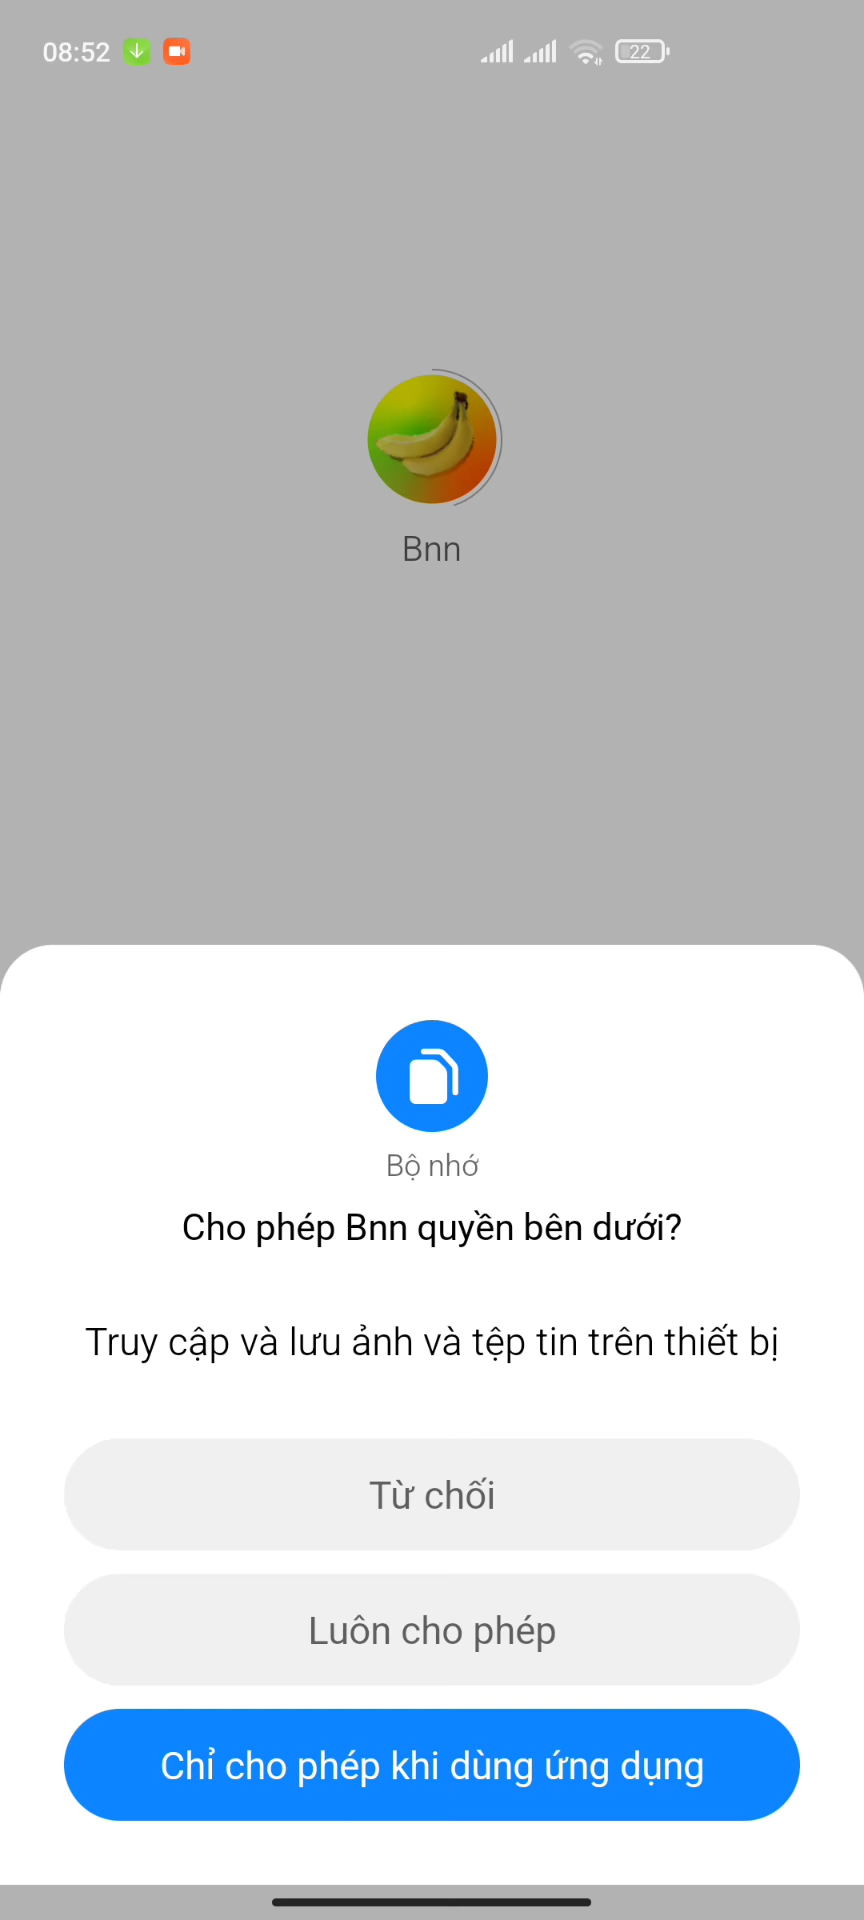 08:52
22
Bnn
Bộ nhớ
Cho phép Bnn quyền bên dưới?
Truy cập và lưu ảnh và tệp tin trên thiết bị
Từ chối
Luôn cho phép
Chỉ cho phép khi dùng ứng dụng